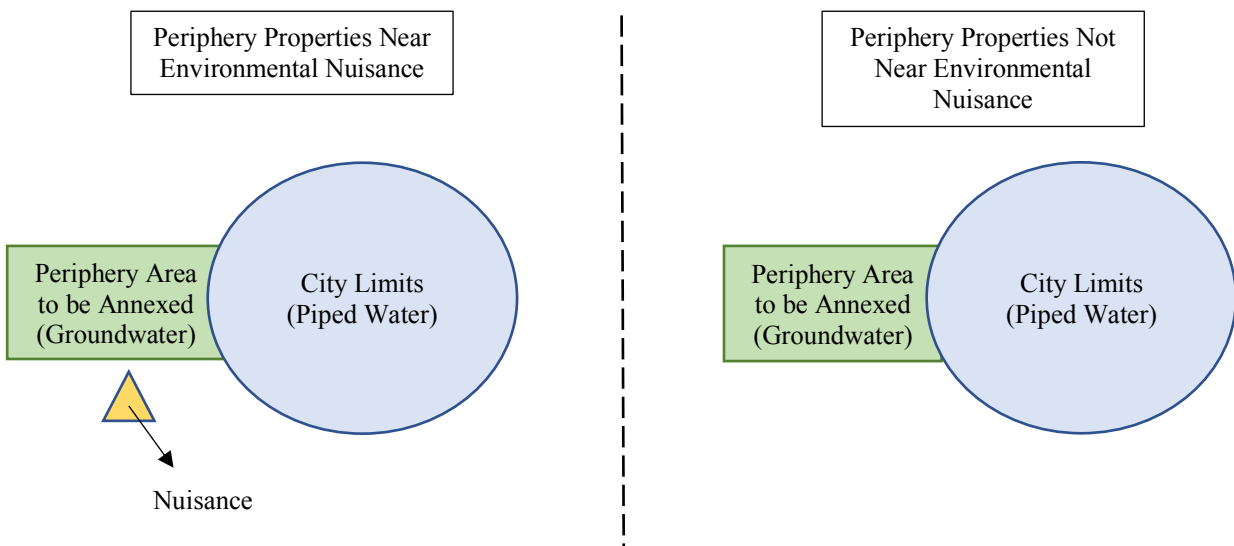 Periphery Properties Near
Environmental Nuisance
Periphery Area
to be Annexed
(Groundwater)
City Limits
(Piped Water)
Nuisance
Periphery Properties Not
Near Environmental
Nuisance
Periphery Area
to be Annexed
(Groundwater)
City Limits
(Piped Water)